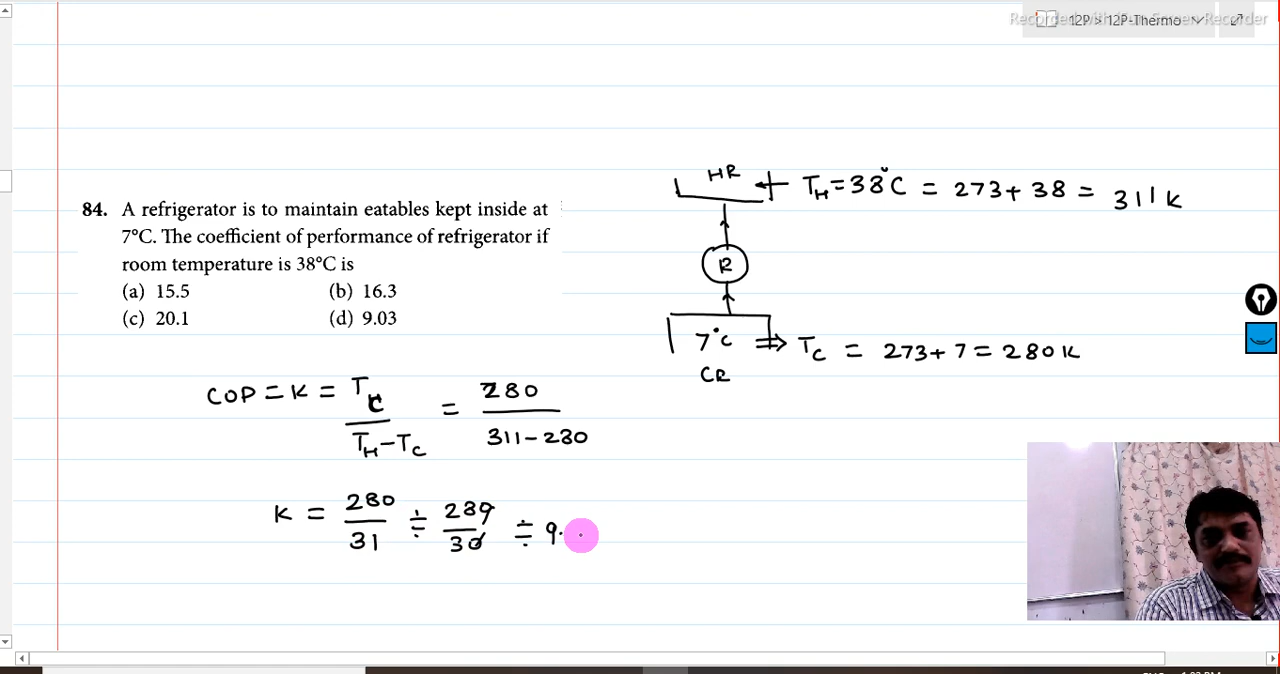 12P > 12P-Thermo
84. A refrigerator is to maintain eatables kept inside at
7°C. The coefficient of performance of refrigerator if
room temperature is 38°C is
(a) 15.5 (b) 16.3
(c) 20.1 (d) 9.03
HR
T_H = 38°C = 273 + 38 = 311 K
R
7°C ⇒ T_C = 273 + 7 = 280 K
CR
COP = K = T_C / (T_H − T_C) = 280 / (311 − 280)
K = 280/31 ≑ 280/30 ≑ 9.